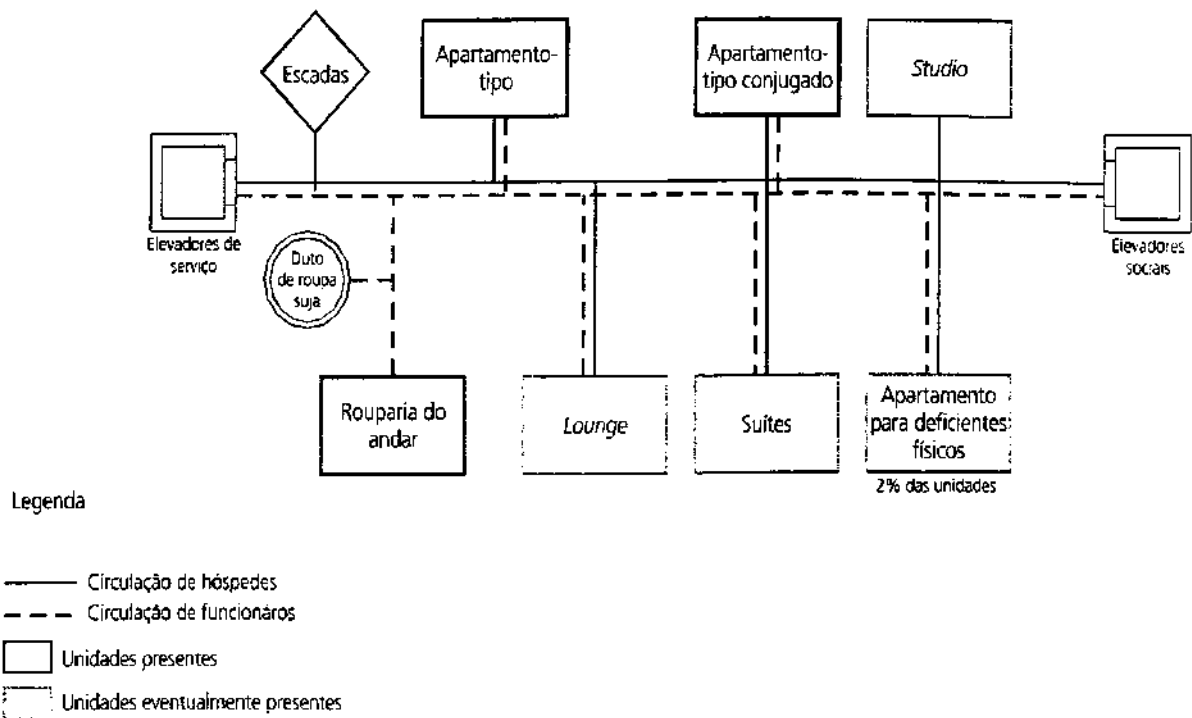 Escadas
Apartamento-
tipo
Apartamento-
tipo conjugado
Studio
Elevadores de
serviço
Duto
de roupa
suja
Elevadores
sociais
Rouparia do
andar
Lounge
Suítes
Apartamento
para deficientes
físicos
2% das unidades
Legenda
Circulação de hóspedes
Circulação de funcionáros
Unidades presentes
Unidades eventualmente presentes